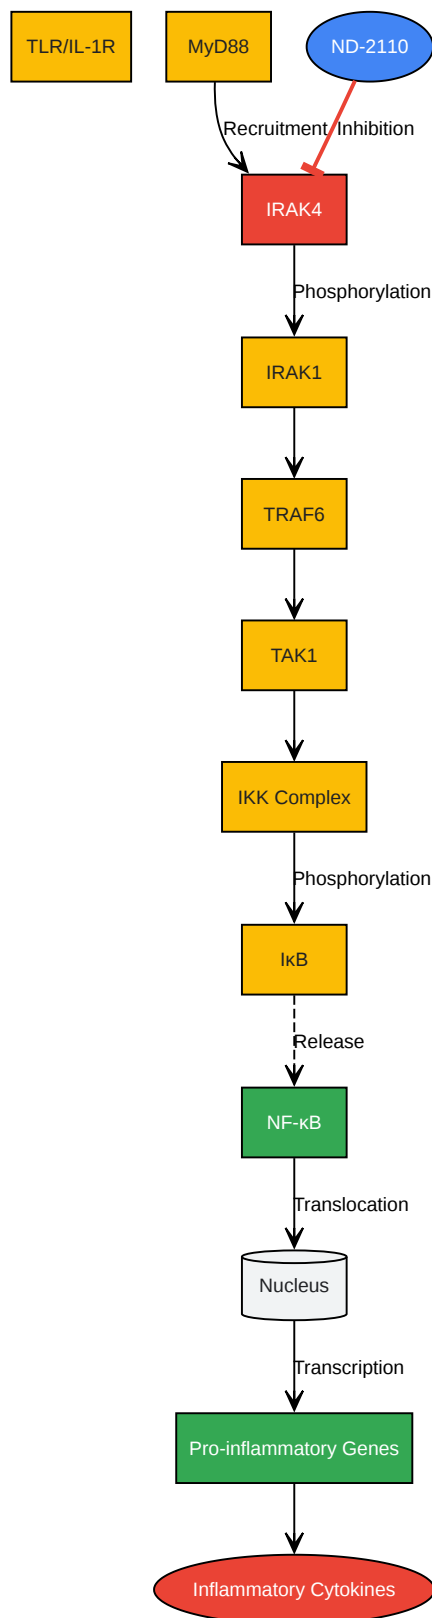 TLR/IL-1R
MyD88
ND-2110
Recruitment
Inhibition
IRAK4
Phosphorylation
IRAK1
TRAF6
TAK1
IKK Complex
Phosphorylation
IκB
Release
NF-κB
Translocation
Nucleus
Transcription
Pro-inflammatory Genes
Inflammatory Cytokines